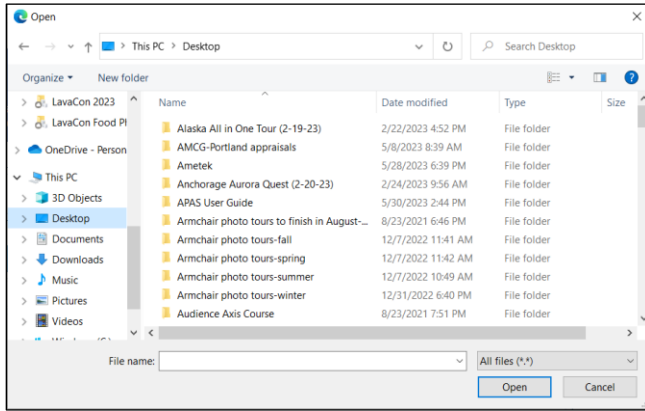 Open
This PC > Desktop
Search Desktop
Organize
New folder
LavaCon 2023
LavaCon Food Pl
OneDrive - Person
This PC
3D Objects
Desktop
Documents
Downloads
Music
Pictures
Videos
Name Date modified Type Size
Alaska All in One Tour (2-19-23) 2/22/2023 4:52 PM File folder
AMCG-Portland appraisals 5/8/2023 8:39 AM File folder
Ametek 5/28/2023 6:39 PM File folder
Anchorage Aurora Quest (2-20-23) 2/24/2023 9:56 AM File folder
APAS User Guide 5/30/2023 2:44 PM File folder
Armchair photo tours to finish in August-... 8/23/2021 6:46 PM File folder
Armchair photo tours-fall 12/7/2022 11:41 AM File folder
Armchair photo tours-spring 12/7/2022 11:42 AM File folder
Armchair photo tours-summer 12/7/2022 10:49 AM File folder
Armchair photo tours-winter 12/31/2022 6:40 PM File folder
Audience Axis Course 8/23/2021 7:51 PM File folder
File name:
All files (*.*)
Open
Cancel